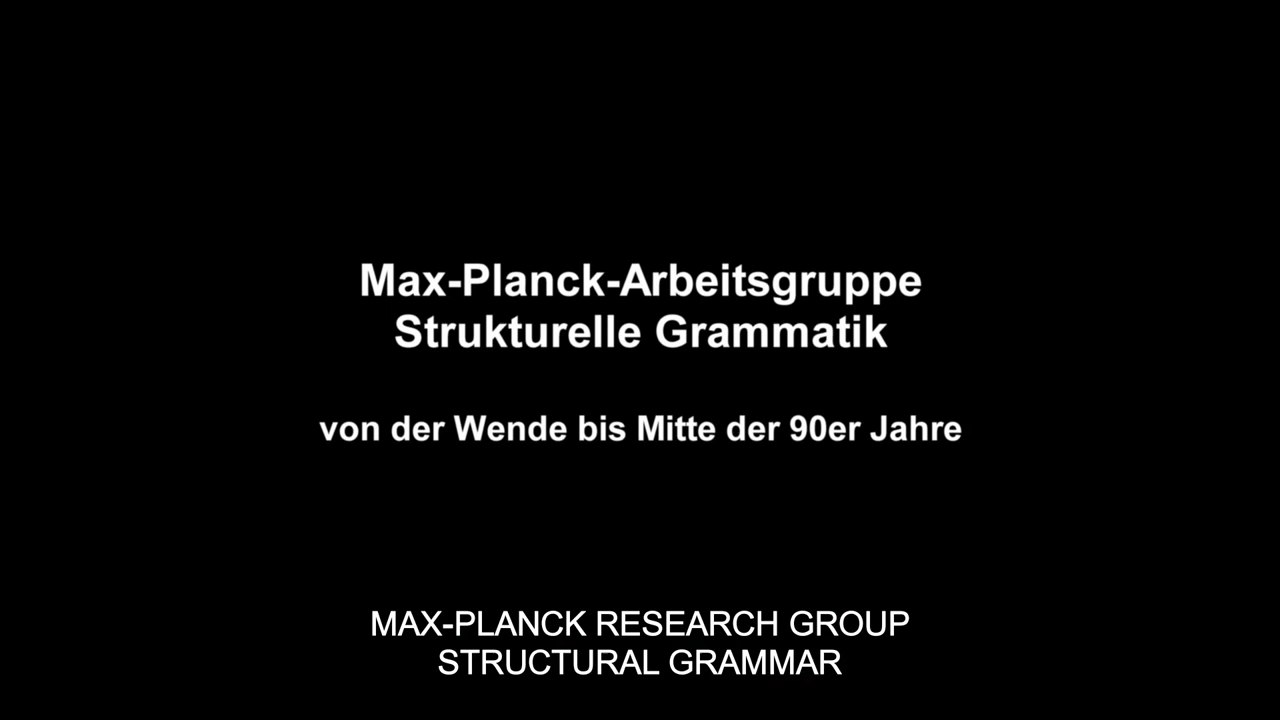 Max-Planck-Arbeitsgruppe
Strukturelle Grammatik
von der Wende bis Mitte der 90er Jahre
MAX-PLANCK RESEARCH GROUP
STRUCTURAL GRAMMAR